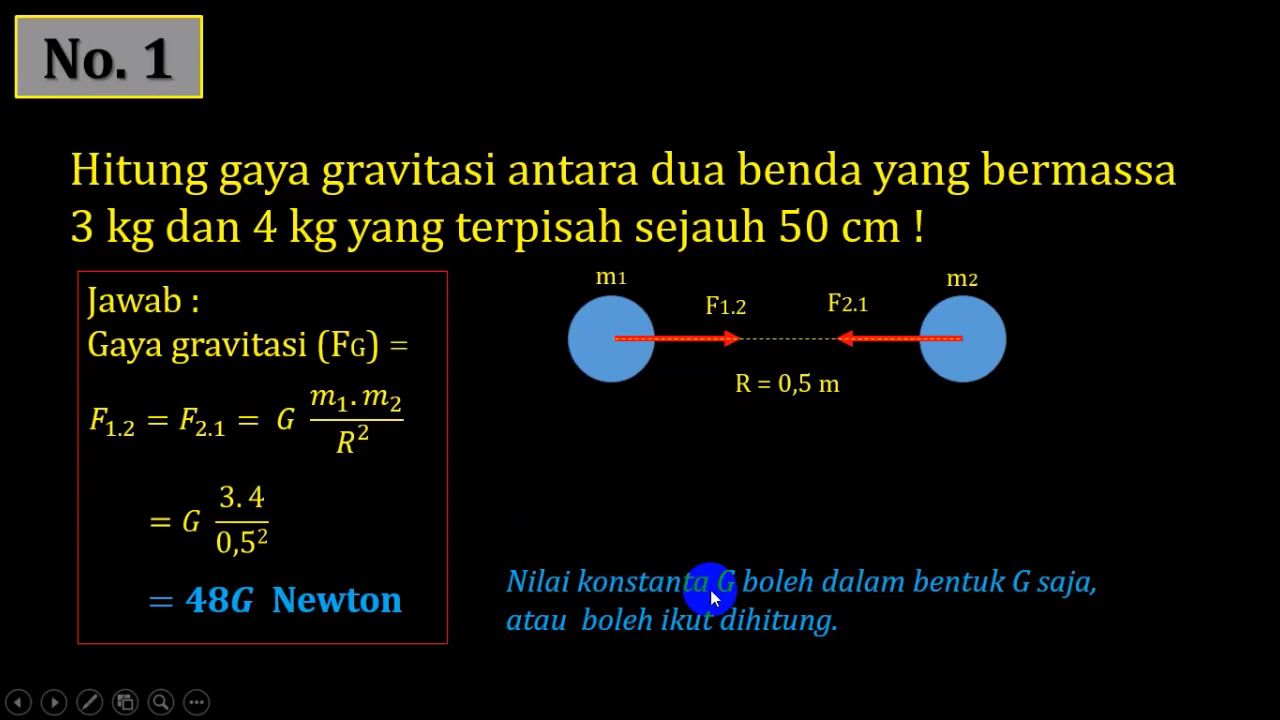 No. 1
Hitung gaya gravitasi antara dua benda yang bermassa
3 kg dan 4 kg yang terpisah sejauh 50 cm !
Jawab :
Gaya gravitasi (FG) =
F₁.₂ = F₂.₁ = G m₁.m₂ / R²
= G 3.4 / 0,5²
= 48G Newton
m1
m2
F1.2
F2.1
R = 0,5 m
Nilai konstanta G boleh dalam bentuk G saja,
atau boleh ikut dihitung.